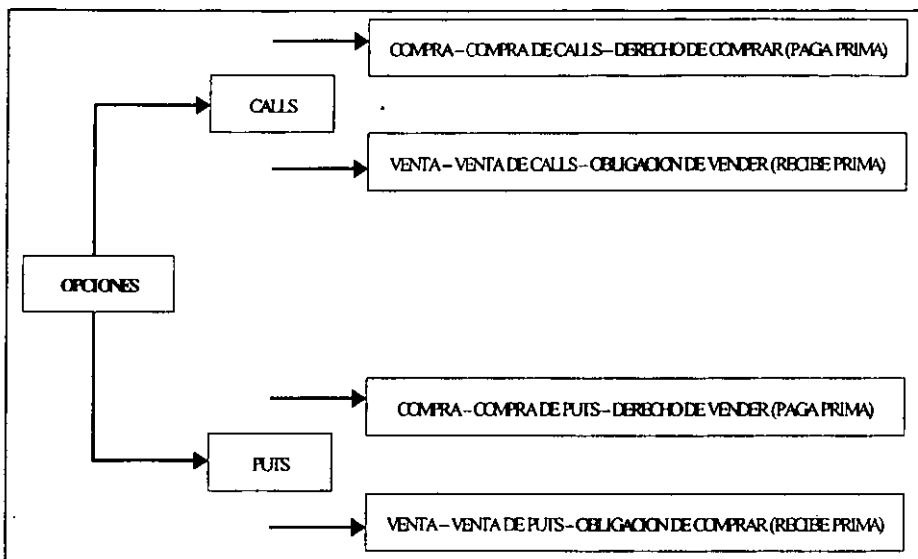 COMPRA – COMPRA DE CALLS – DERECHO DE COMPRAR (PAGA PRIMA)
CALLS
VENTA – VENTA DE CALLS – OBLIGACION DE VENDER (RECIBE PRIMA)
OPCIONES
COMPRA – COMPRA DE PUTS – DERECHO DE VENDER (PAGA PRIMA)
PUTS
VENTA – VENTA DE PUTS – OBLIGACION DE COMPRAR (RECIBE PRIMA)